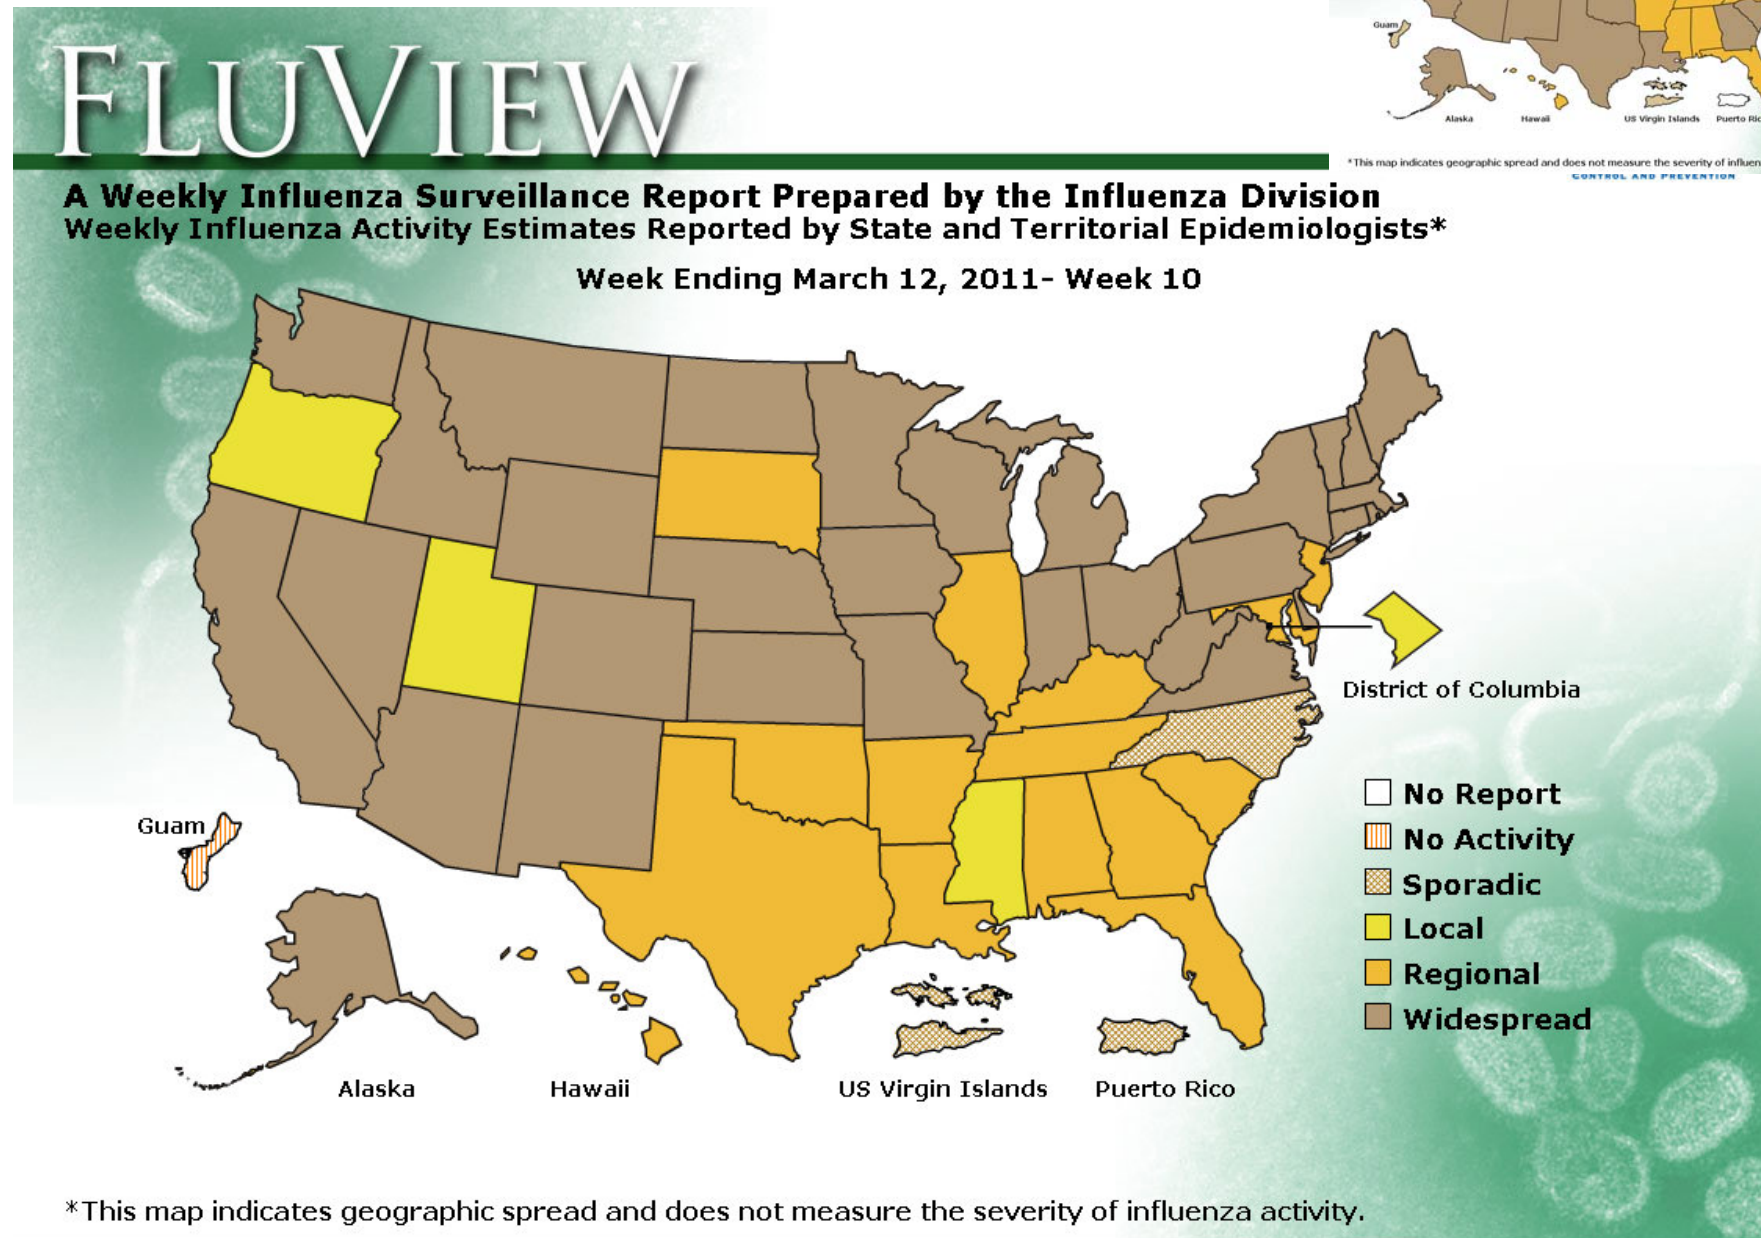 FLUVIEW
Guam
Alaska
Hawaii
US Virgin Islands
*This map indicates geographic spread and does not measure the severity of
CONTROL AND PREVENTION
A Weekly Influenza Surveillance Report Prepared by the Influenza Division
Weekly Influenza Activity Estimates Reported by State and Territorial Epidemiologists*
Week Ending March 12, 2011- Week 10
District of Columbia
No Report
No Activity
Sporadic
Local
Regional
Widespread
Guam
Alaska
Hawaii
US Virgin Islands
Puerto Rico
*This map indicates geographic spread and does not measure the severity of influenza activity.